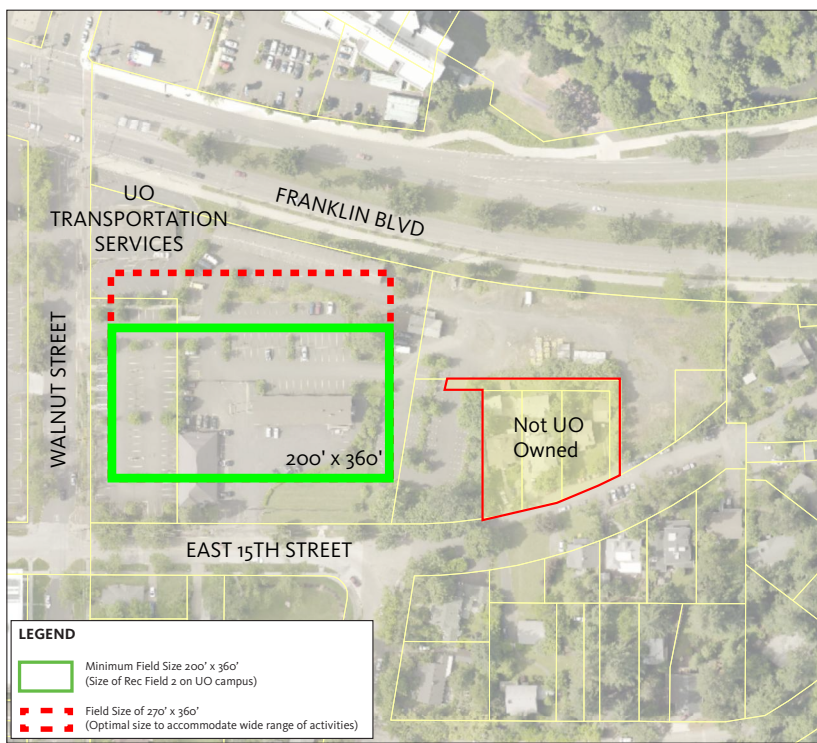 UO
TRANSPORTATION
SERVICES
FRANKLIN BLVD
WALNUT STREET
200' x 360'
Not UO
Owned
EAST 15TH STREET
LEGEND
Minimum Field Size 200' x 360'
(Size of Rec Field 2 on UO campus)
Field Size of 270' x 360'
(Optimal size to accommodate wide range of activities)